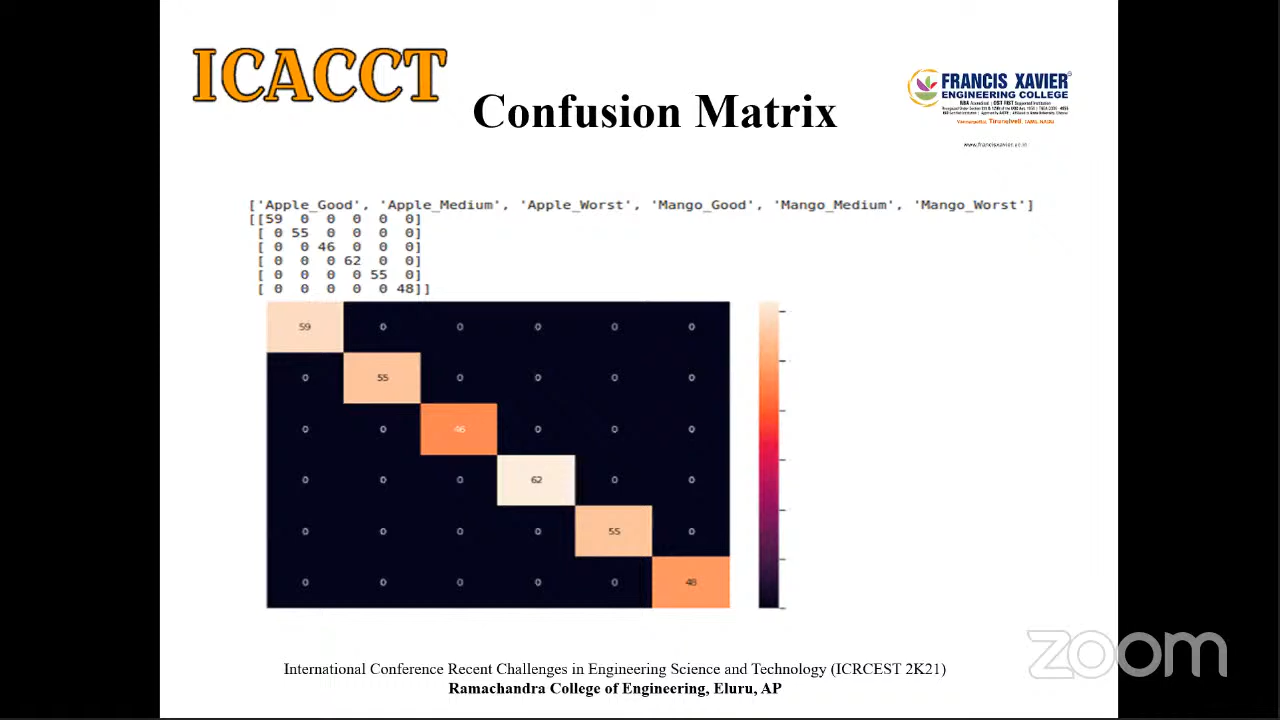 ICACCT
FRANCIS XAVIER
ENGINEERING COLLEGE
www.francisxavier.ac.in
Confusion Matrix
['Apple_Good', 'Apple_Medium', 'Apple_Worst', 'Mango_Good', 'Mango_Medium', 'Mango_Worst']
[[59 0 0 0 0 0]
[ 0 55 0 0 0 0]
[ 0 0 46 0 0 0]
[ 0 0 0 62 0 0]
[ 0 0 0 0 55 0]
[ 0 0 0 0 0 48]]
59 0 0 0 0 0
0 55 0 0 0 0
0 0 46 0 0 0
0 0 0 62 0 0
0 0 0 0 55 0
0 0 0 0 0 48
International Conference Recent Challenges in Engineering Science and Technology (ICRCEST 2K21)
Ramachandra College of Engineering, Eluru, AP
zoom